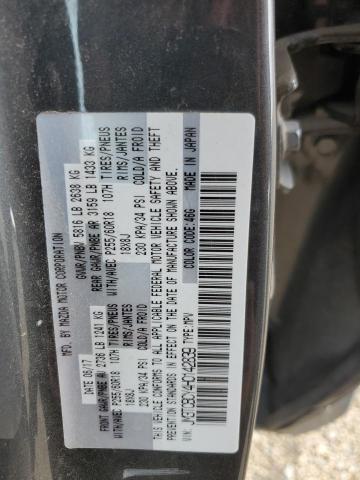 MFD. BY MAZDA MOTOR CORPORATION
DATE 06/17 GVWR/PNBV 5816 LB 2638 KG
FRONT GAWR/PNBE AV 2736 LB 1241 KG REAR GAWR/PNBE AR 3159 LB 1433 KG
WITH/AVEC P255/60R18 107H TIRES/PNEUS WITH/AVEC P255/60R18 107H TIRES/PNEUS
18X8J RIMS/JANTES 18X8J RIMS/JANTES
230 KPA/34 PSI COLD/A FROID 230 KPA/34 PSI COLD/A FROID
THIS VEHICLE CONFORMS TO ALL APPLICABLE FEDERAL MOTOR VEHICLE SAFETY AND THEFT
PREVENTION STANDARDS IN EFFECT ON THE DATE OF MANUFACTURE SHOWN ABOVE.
TYPE: MPV COLOR CODE: 46G MADE IN JAPAN